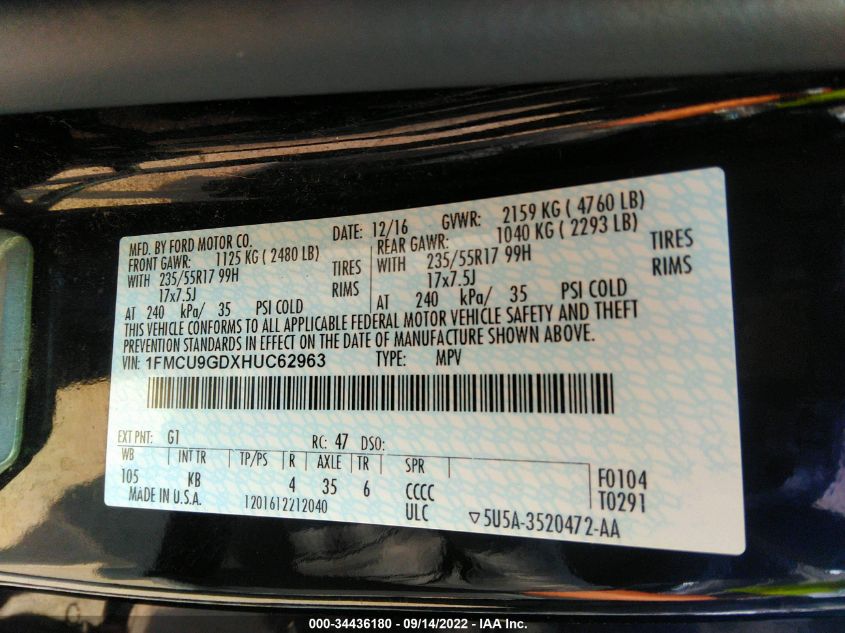 MFD. BY FORD MOTOR CO.
DATE: 12/16 GVWR: 2159 KG ( 4760 LB)
FRONT GAWR: 1125 KG ( 2480 LB)
WITH 235/55R17 99H TIRES
17x7.5J RIMS
AT 240 kPa/ 35 PSI COLD
REAR GAWR: 1040 KG ( 2293 LB)
WITH 235/55R17 99H TIRES
17x7.5J RIMS
AT 240 kPa/ 35 PSI COLD
THIS VEHICLE CONFORMS TO ALL APPLICABLE FEDERAL MOTOR VEHICLE SAFETY AND THEFT
PREVENTION STANDARDS IN EFFECT ON THE DATE OF MANUFACTURE SHOWN ABOVE.
VIN: 1FMCU9GDXHUC62963 TYPE: MPV
EXT PNT: G1 RC: 47 DSO:
WB INT TR TP/PS R AXLE TR SPR
105 KB 4 35 6 CCCC
F0104
T0291
MADE IN U.S.A. 1201612212040 ULC ▽5U5A-3520472-AA
000-34436180 - 09/14/2022 - IAA Inc.